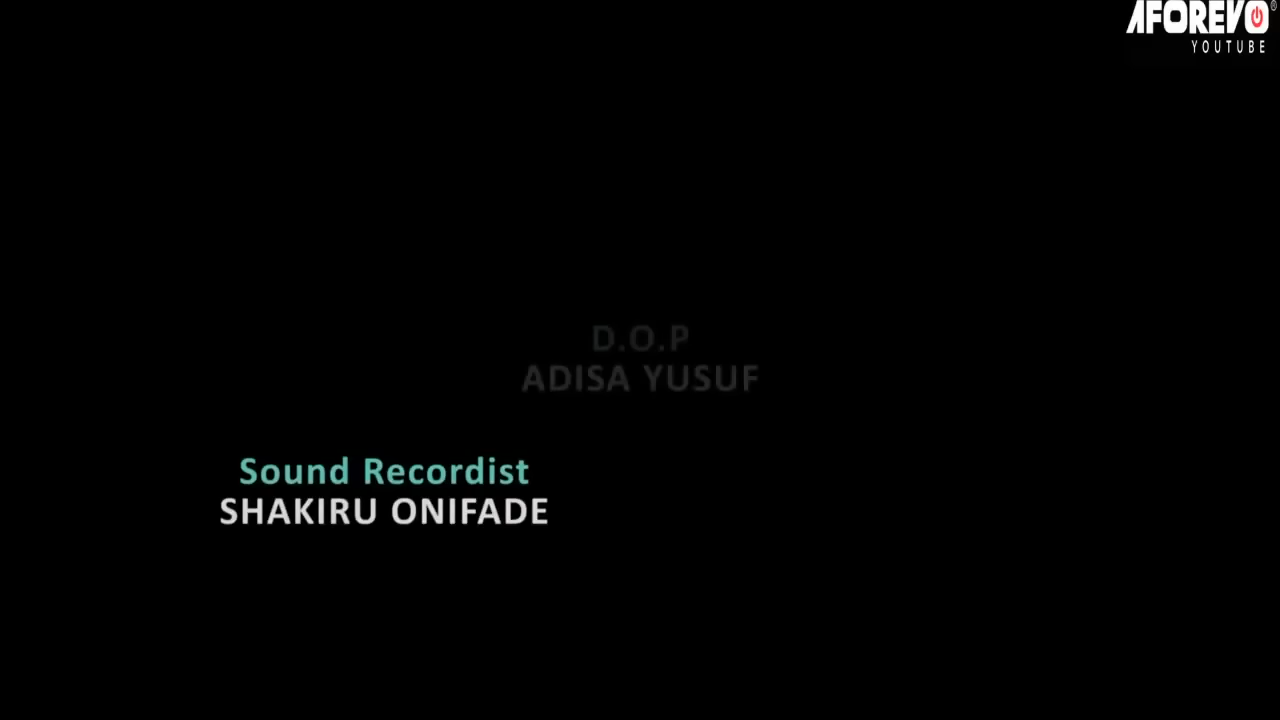 AFOREVO®
YOUTUBE
D.O.P
ADISA YUSUF
Sound Recordist
SHAKIRU ONIFADE